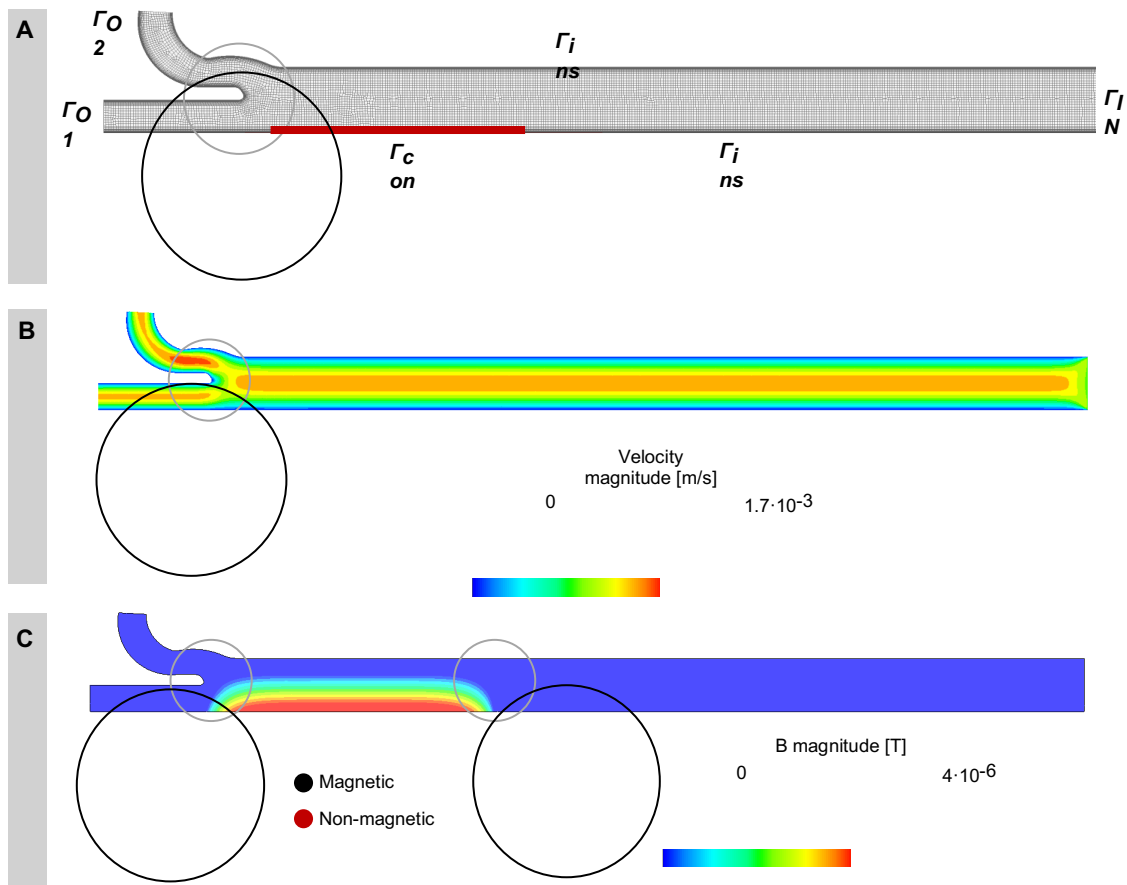 A
ΓO
2
Γi
ns
ΓO
1
ΓI
N
Γc
on
Γi
ns
B
Velocity
magnitude [m/s]
0 1.7·10-3
C
B magnitude [T]
0 4·10-6
Magnetic
Non-magnetic